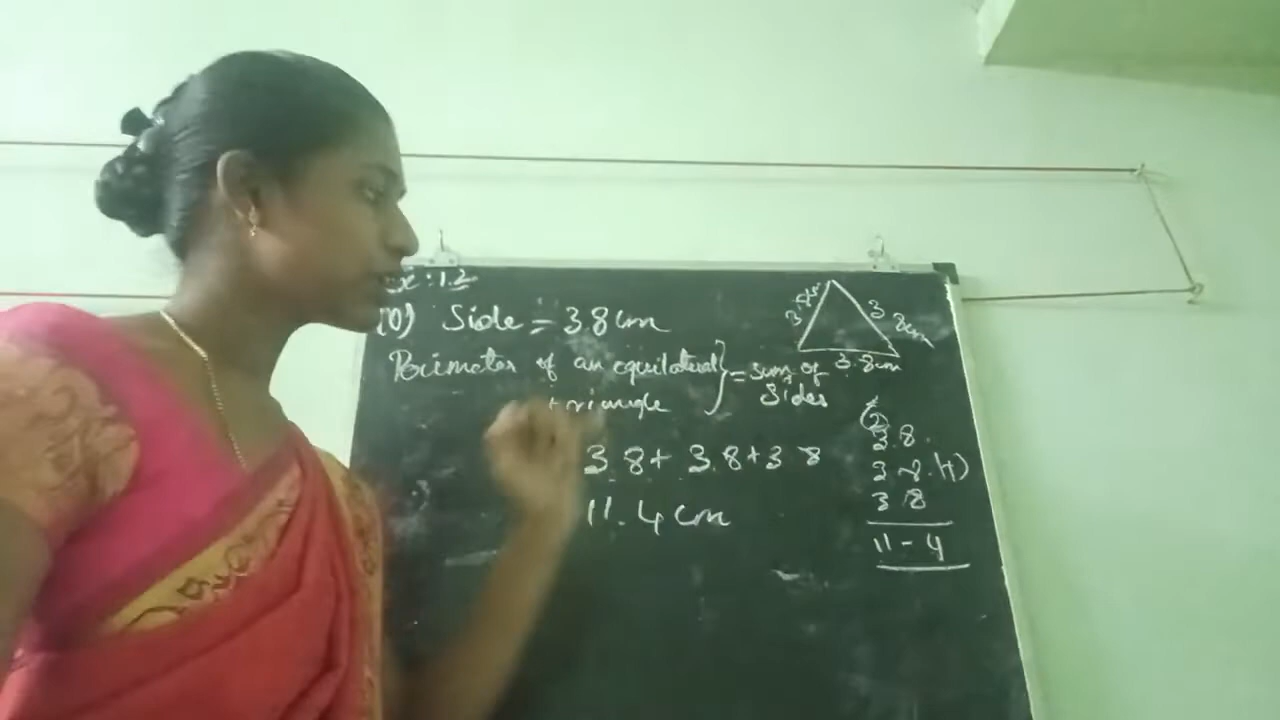 Ex: 1.2
10) Side = 3.8 cm
Perimeter of an equilateral } = sum of
triangle
Sides
3.8 + 3.8 + 3.8
11.4 cm
3.8 cm
3.8 cm
3.8 cm
(2)
3.8
3.8 (+)
3.8
11.4